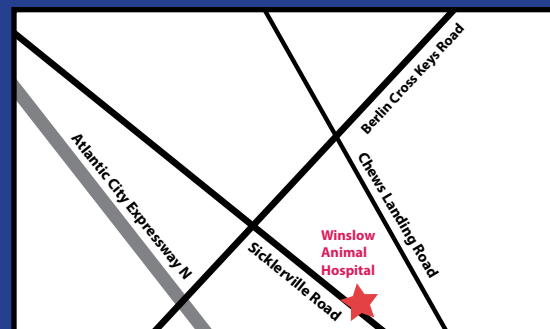 Berlin Cross Keys Road
Atlantic City Expressway N
Chews Landing Road
Winslow
Animal
Hospital
Sicklerville Road